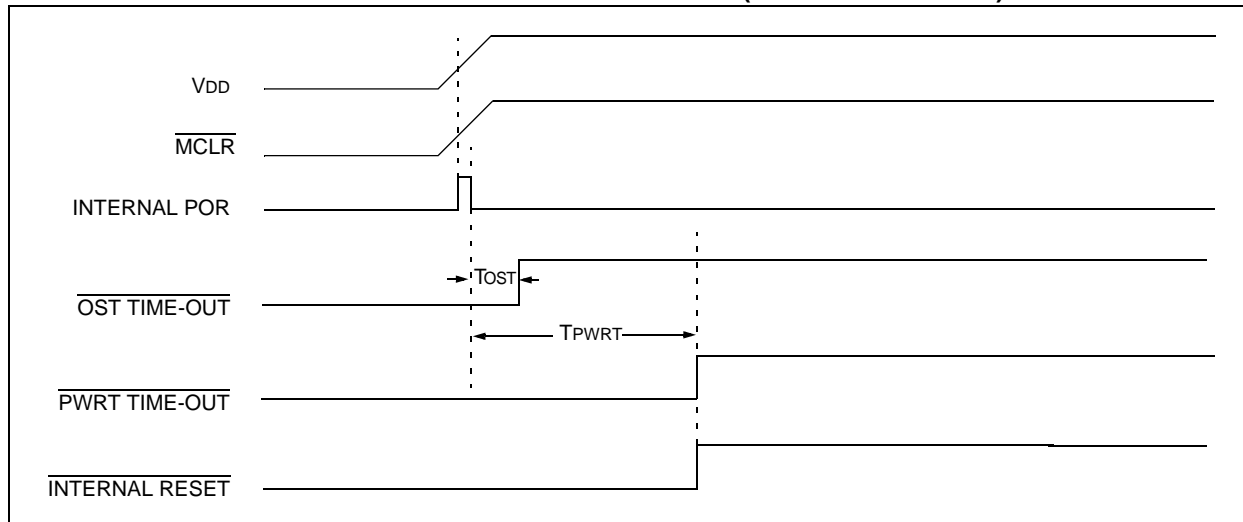 VDD
MCLR
INTERNAL POR
TOST
OST TIME-OUT
TPWRT
PWRT TIME-OUT
INTERNAL RESET